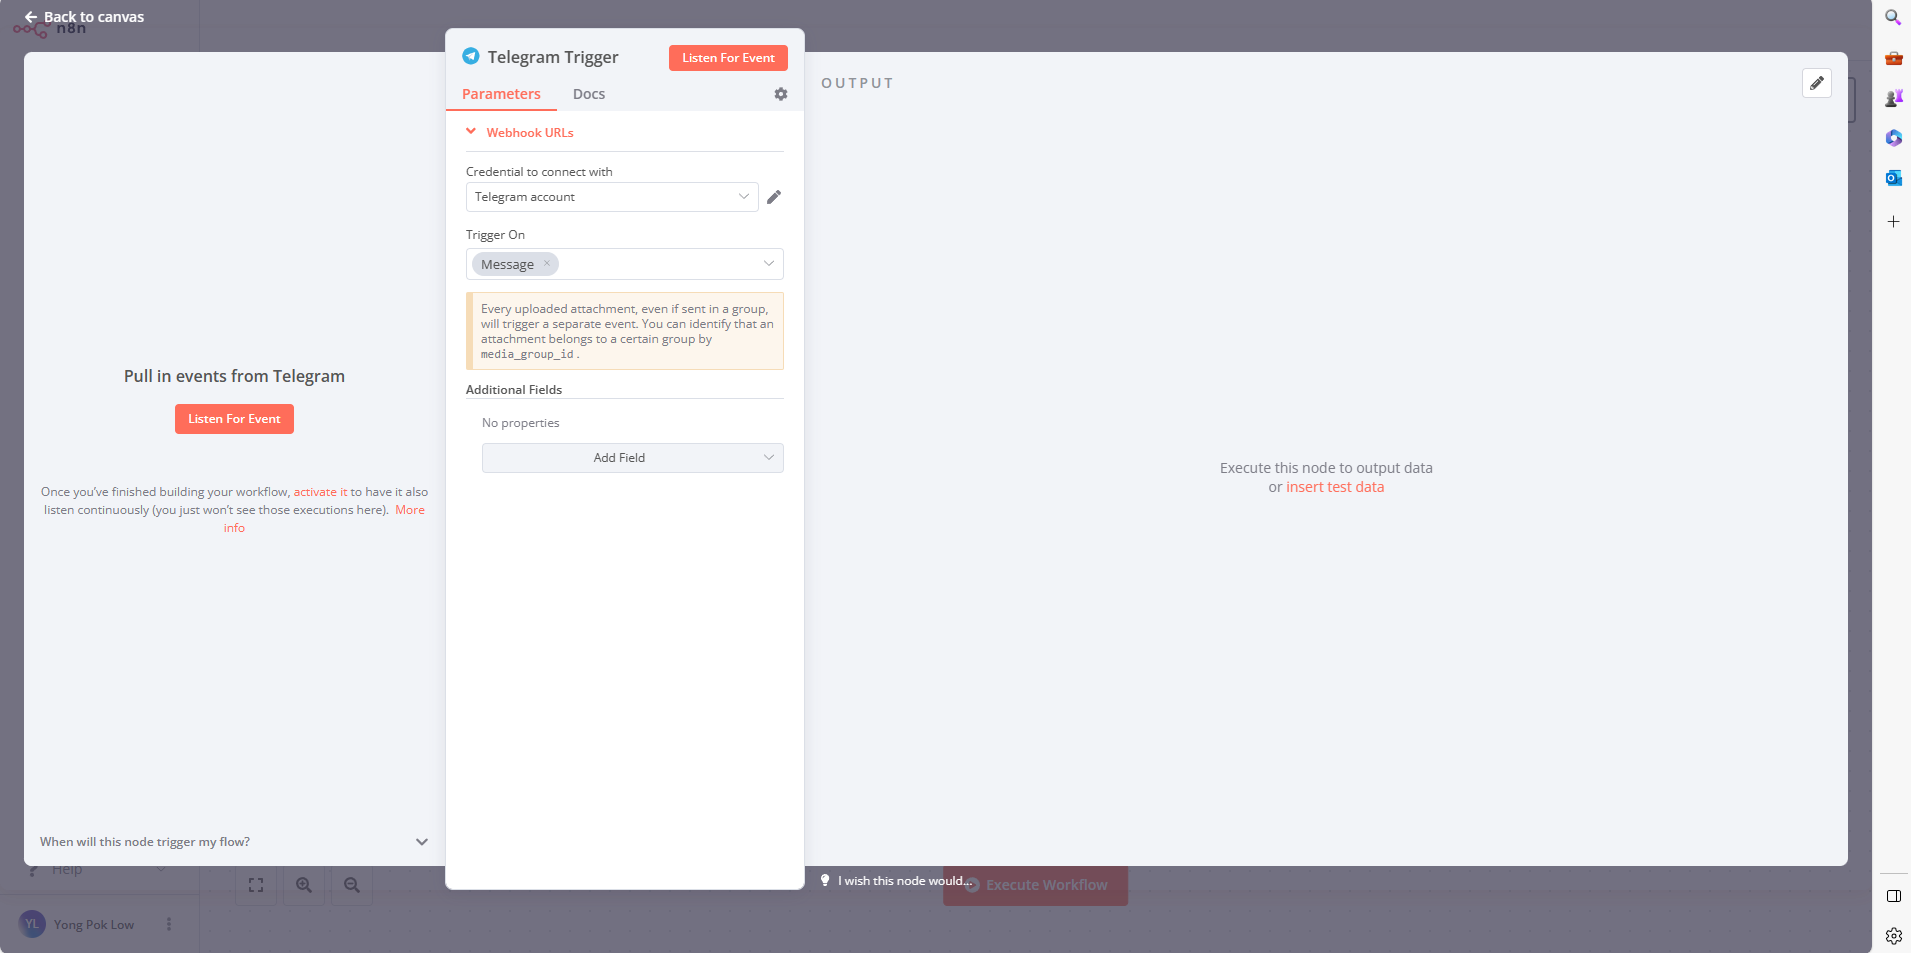 Back to canvas
n8n
Telegram Trigger
Listen For Event
Parameters
Docs
Webhook URLs
Credential to connect with
Telegram account
Trigger On
Message
Every uploaded attachment, even if sent in a group,
will trigger a separate event. You can identify that an
attachment belongs to a certain group by
media_group_id.
Additional Fields
No properties
Add Field
Pull in events from Telegram
Listen For Event
Once you've finished building your workflow, activate it to have it also
listen continuously (you just won't see those executions here). More
info
When will this node trigger my flow?
OUTPUT
Execute this node to output data
or insert test data
I wish this node would...
Execute Workflow
Help
YL
Yong Pok Low